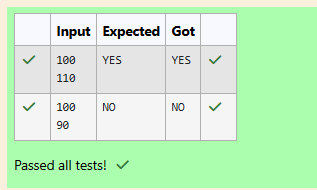 Input Expected Got
100 YES YES
110
100 NO NO
90
Passed all tests!